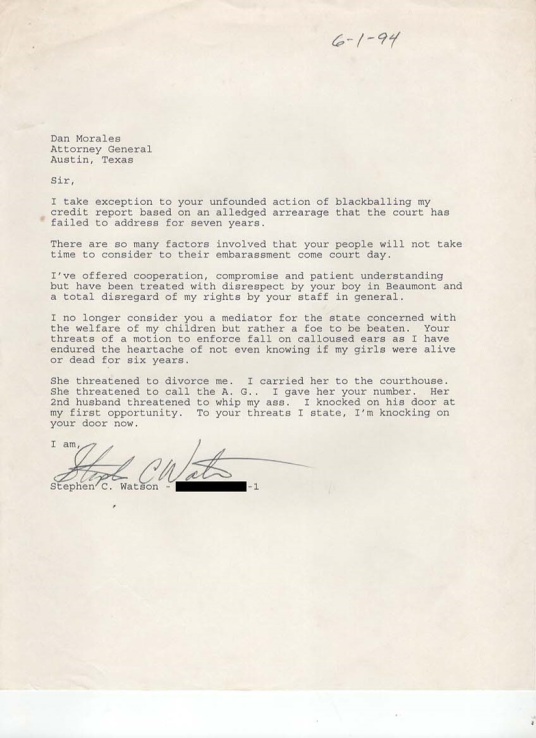 6-1-94
Dan Morales
Attorney General
Austin, Texas
Sir,
I take exception to your unfounded action of blackballing my
credit report based on an alledged arrearage that the court has
failed to address for seven years.
There are so many factors involved that your people will not take
time to consider to their embarassment come court day.
I've offered cooperation, compromise and patient understanding
but have been treated with disrespect by your boy in Beaumont and
a total disregard of my rights by your staff in general.
I no longer consider you a mediator for the state concerned with
the welfare of my children but rather a foe to be beaten.  Your
threats of a motion to enforce fall on calloused ears as I have
endured the heartache of not even knowing if my girls were alive
or dead for six years.
She threatened to divorce me.  I carried her to the courthouse.
She threatened to call the A. G..  I gave her your number.  Her
2nd husband threatened to whip my ass.  I knocked on his door at
my first opportunity.  To your threats I state, I'm knocking on
your door now.
I am,
Stephen C Watson
Stephen C. Watson - -1